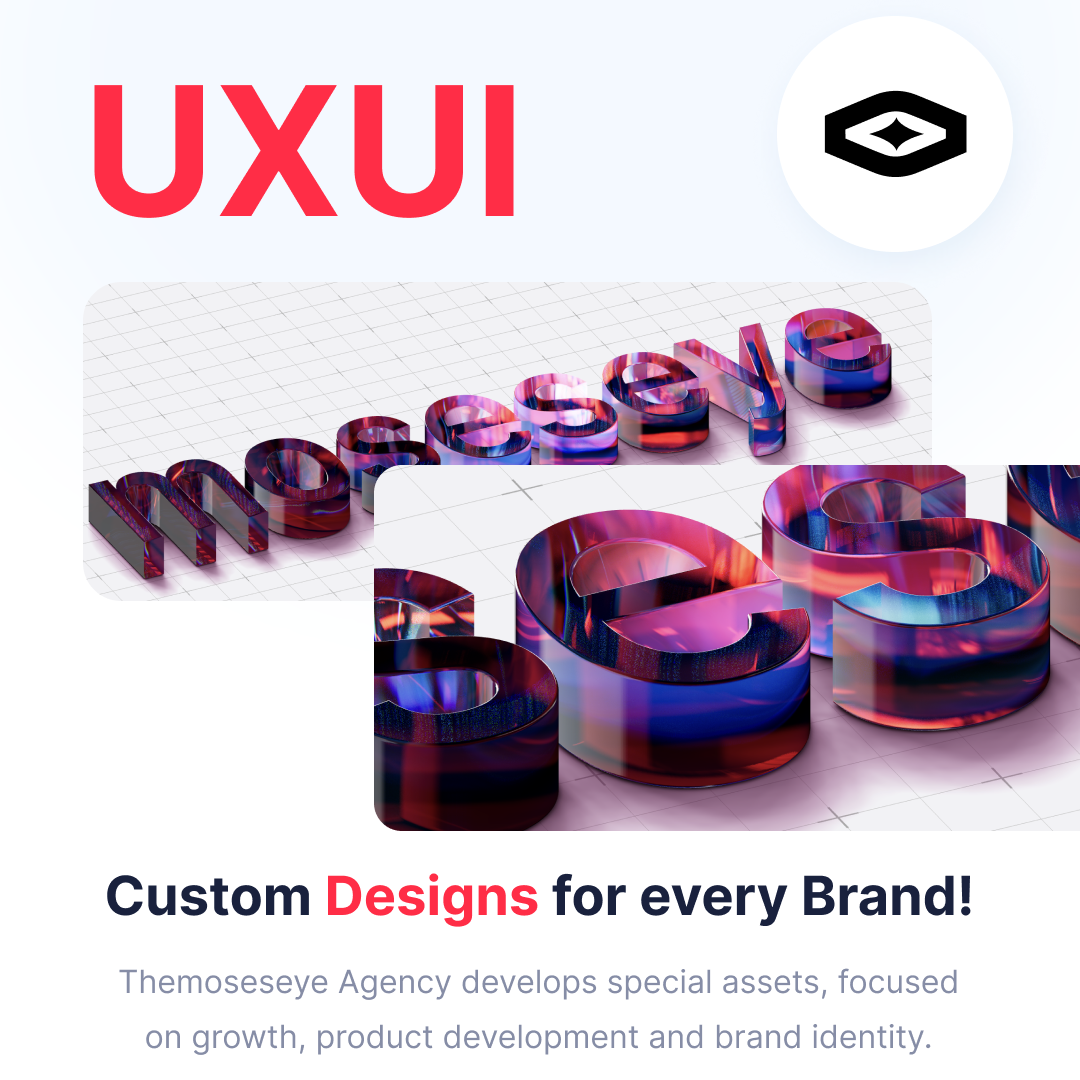 UXUI
moseseye
ses
Custom Designs for every Brand!
Themoseseye Agency develops special assets, focused
on growth, product development and brand identity.